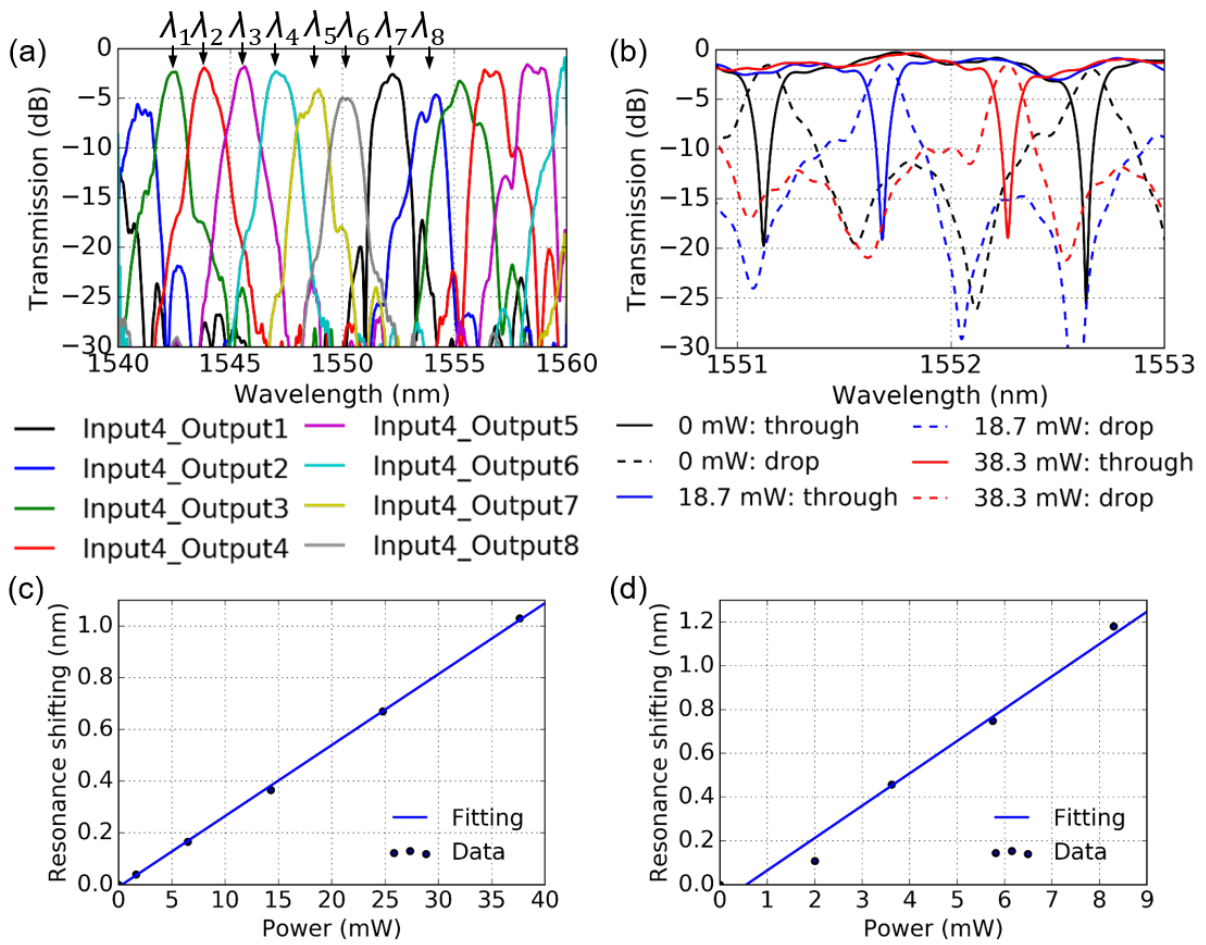 λ1 λ2 λ3 λ4 λ5 λ6 λ7 λ8
(a)
0
−5
−10
−15
−20
−25
−30
Transmission (dB)
1540 1545 1550 1555 1560
Wavelength (nm)
Input4_Output1
Input4_Output2
Input4_Output3
Input4_Output4
Input4_Output5
Input4_Output6
Input4_Output7
Input4_Output8
(b)
0
−5
−10
−15
−20
−25
−30
Transmission (dB)
1551 1552 1553
Wavelength (nm)
0 mW: through
0 mW: drop
18.7 mW: through
18.7 mW: drop
38.3 mW: through
38.3 mW: drop
(c)
1.0
0.8
0.6
0.4
0.2
0.0
Resonance shifting (nm)
0 5 10 15 20 25 30 35 40
Power (mW)
Fitting
Data
(d)
1.2
1.0
0.8
0.6
0.4
0.2
0.0
Resonance shifting (nm)
0 1 2 3 4 5 6 7 8 9
Power (mW)
Fitting
Data